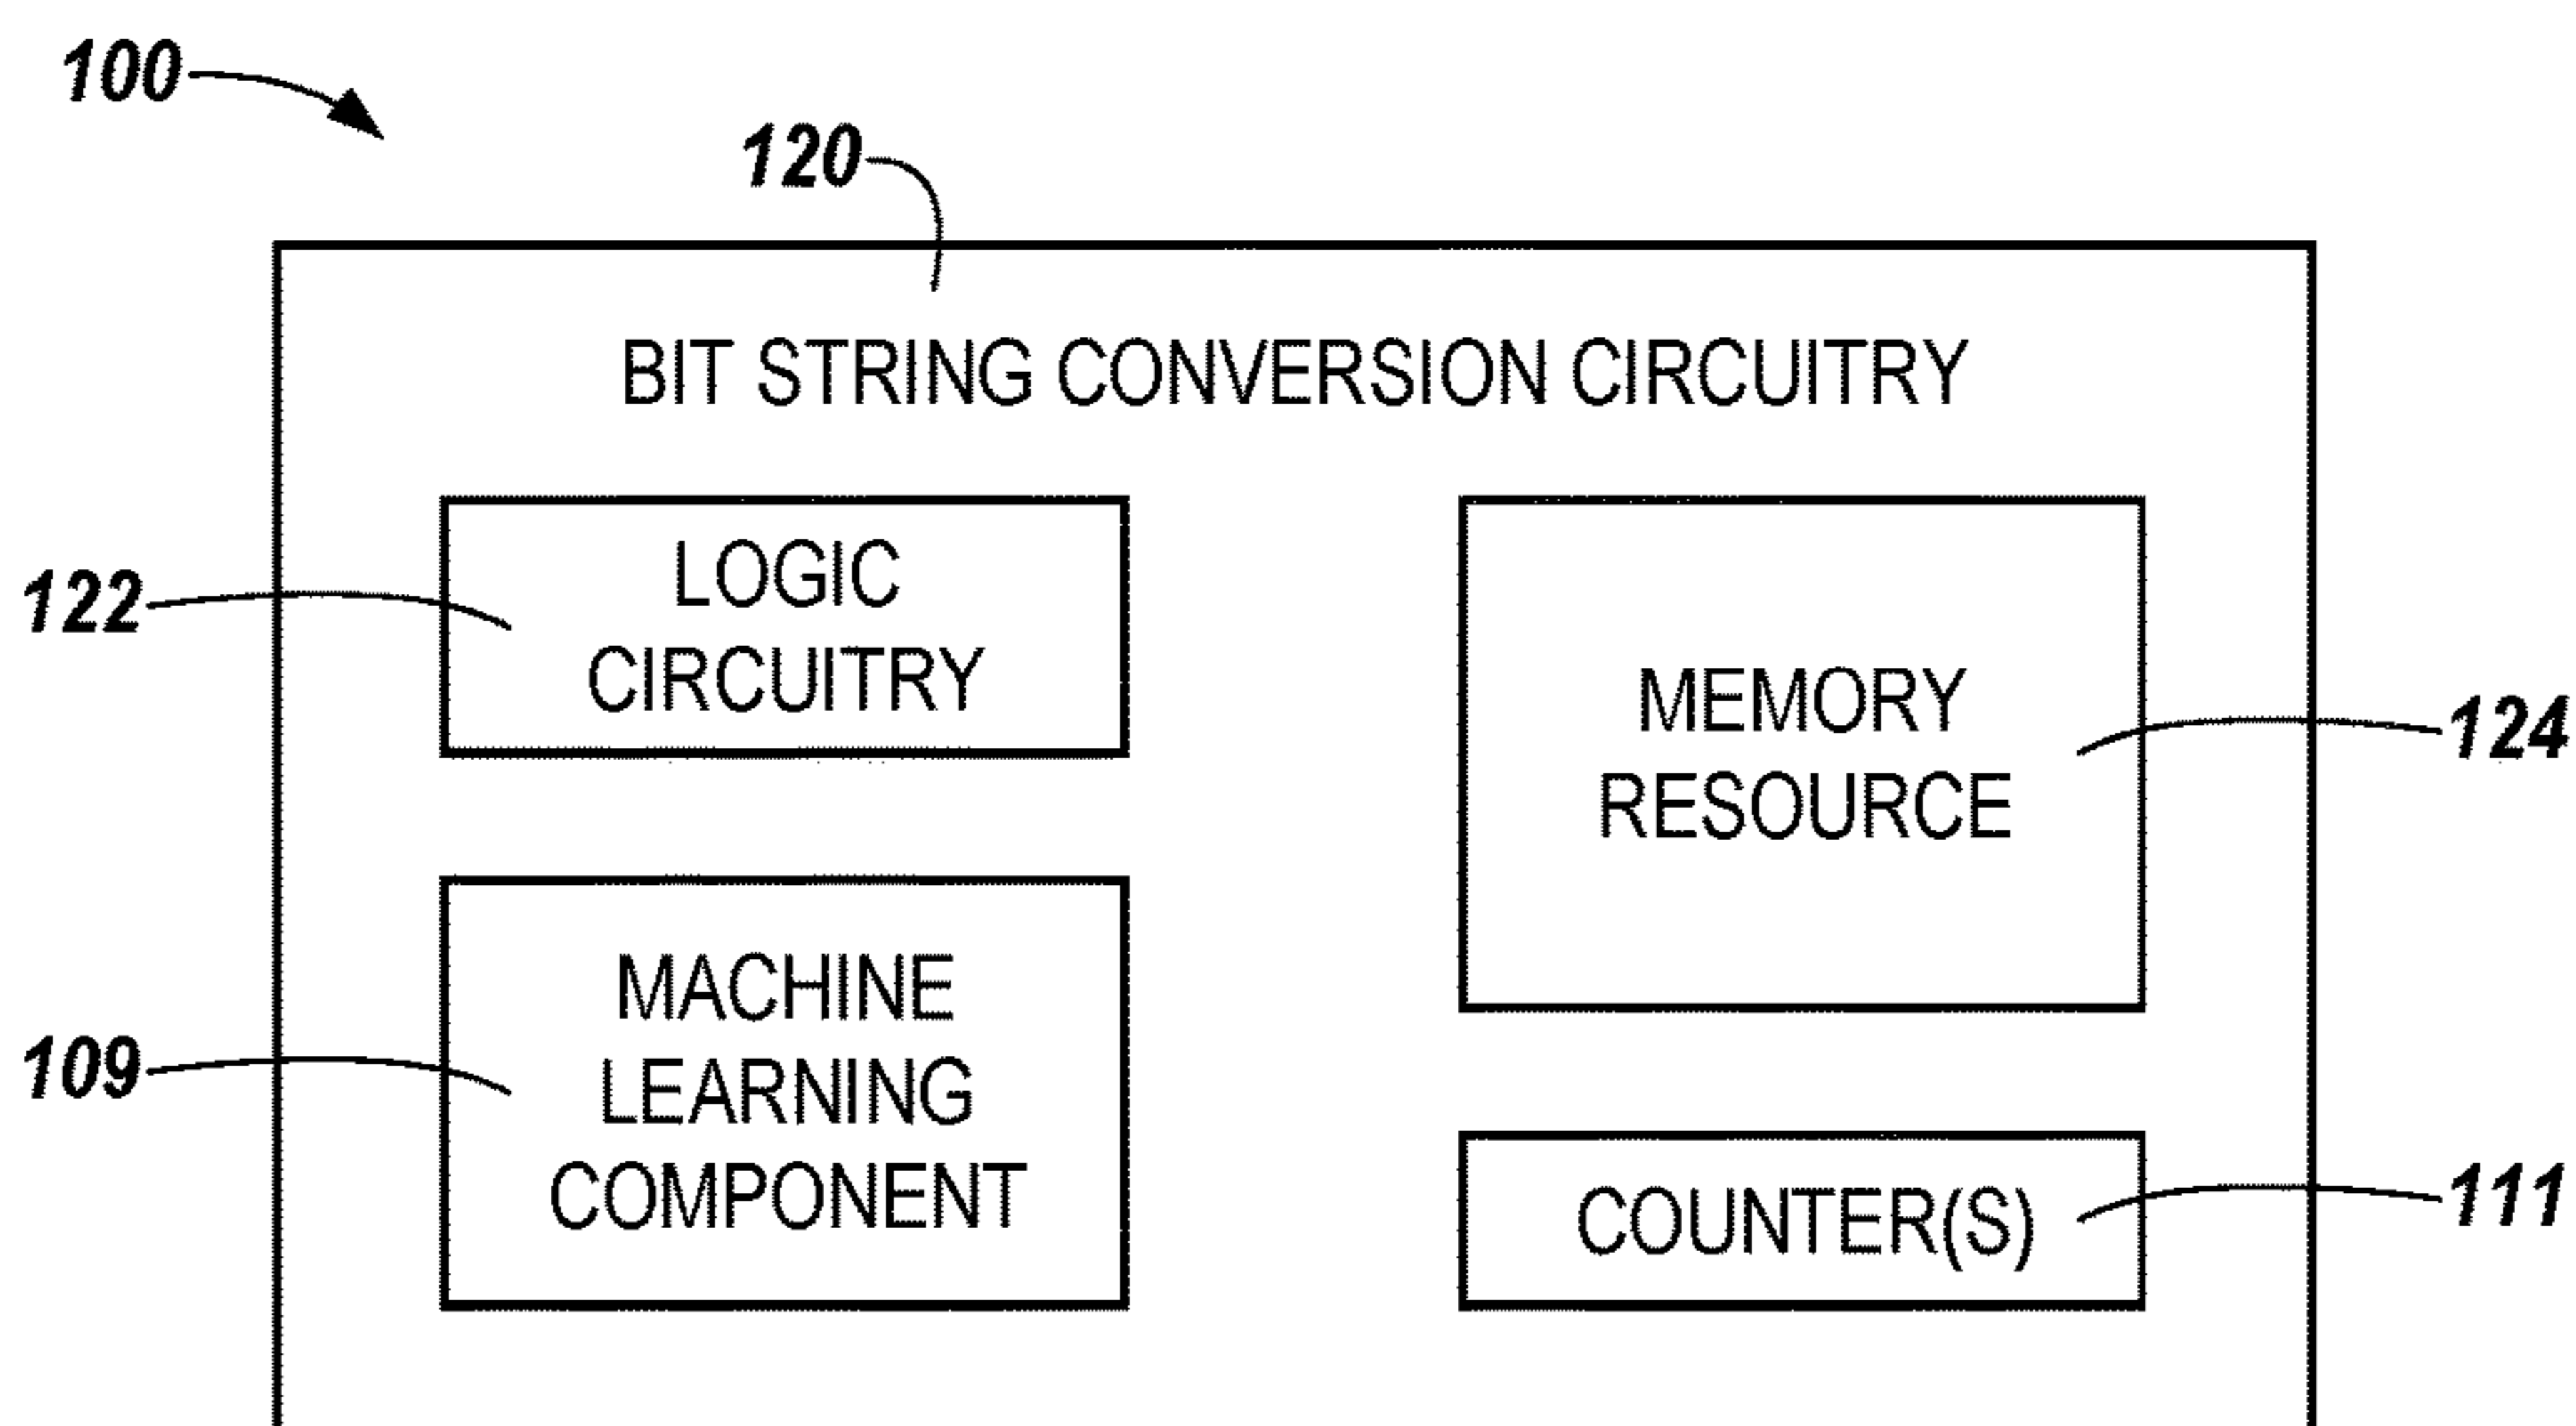 100
120
BIT STRING CONVERSION CIRCUITRY
122
LOGIC
CIRCUITRY
MEMORY
RESOURCE
124
109
MACHINE
LEARNING
COMPONENT
COUNTER(S)
111